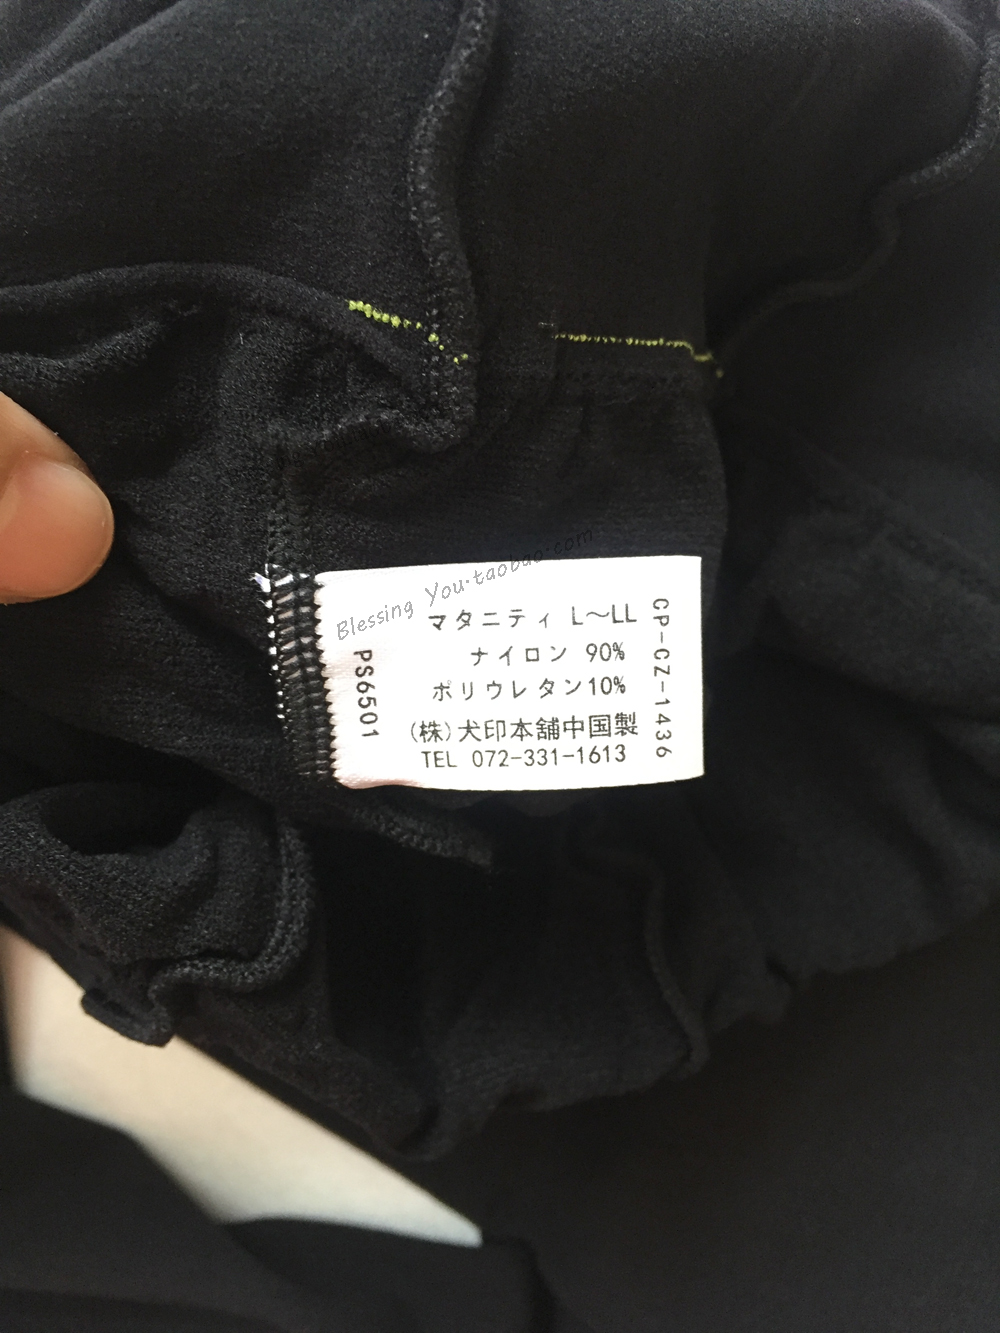 Blessing You.taobao.com
マタニティ L～LL
ナイロン 90%
ポリウレタン10%
(株)犬印本舗中国製
TEL 072-331-1613
PS6501
CP-CZ-1436